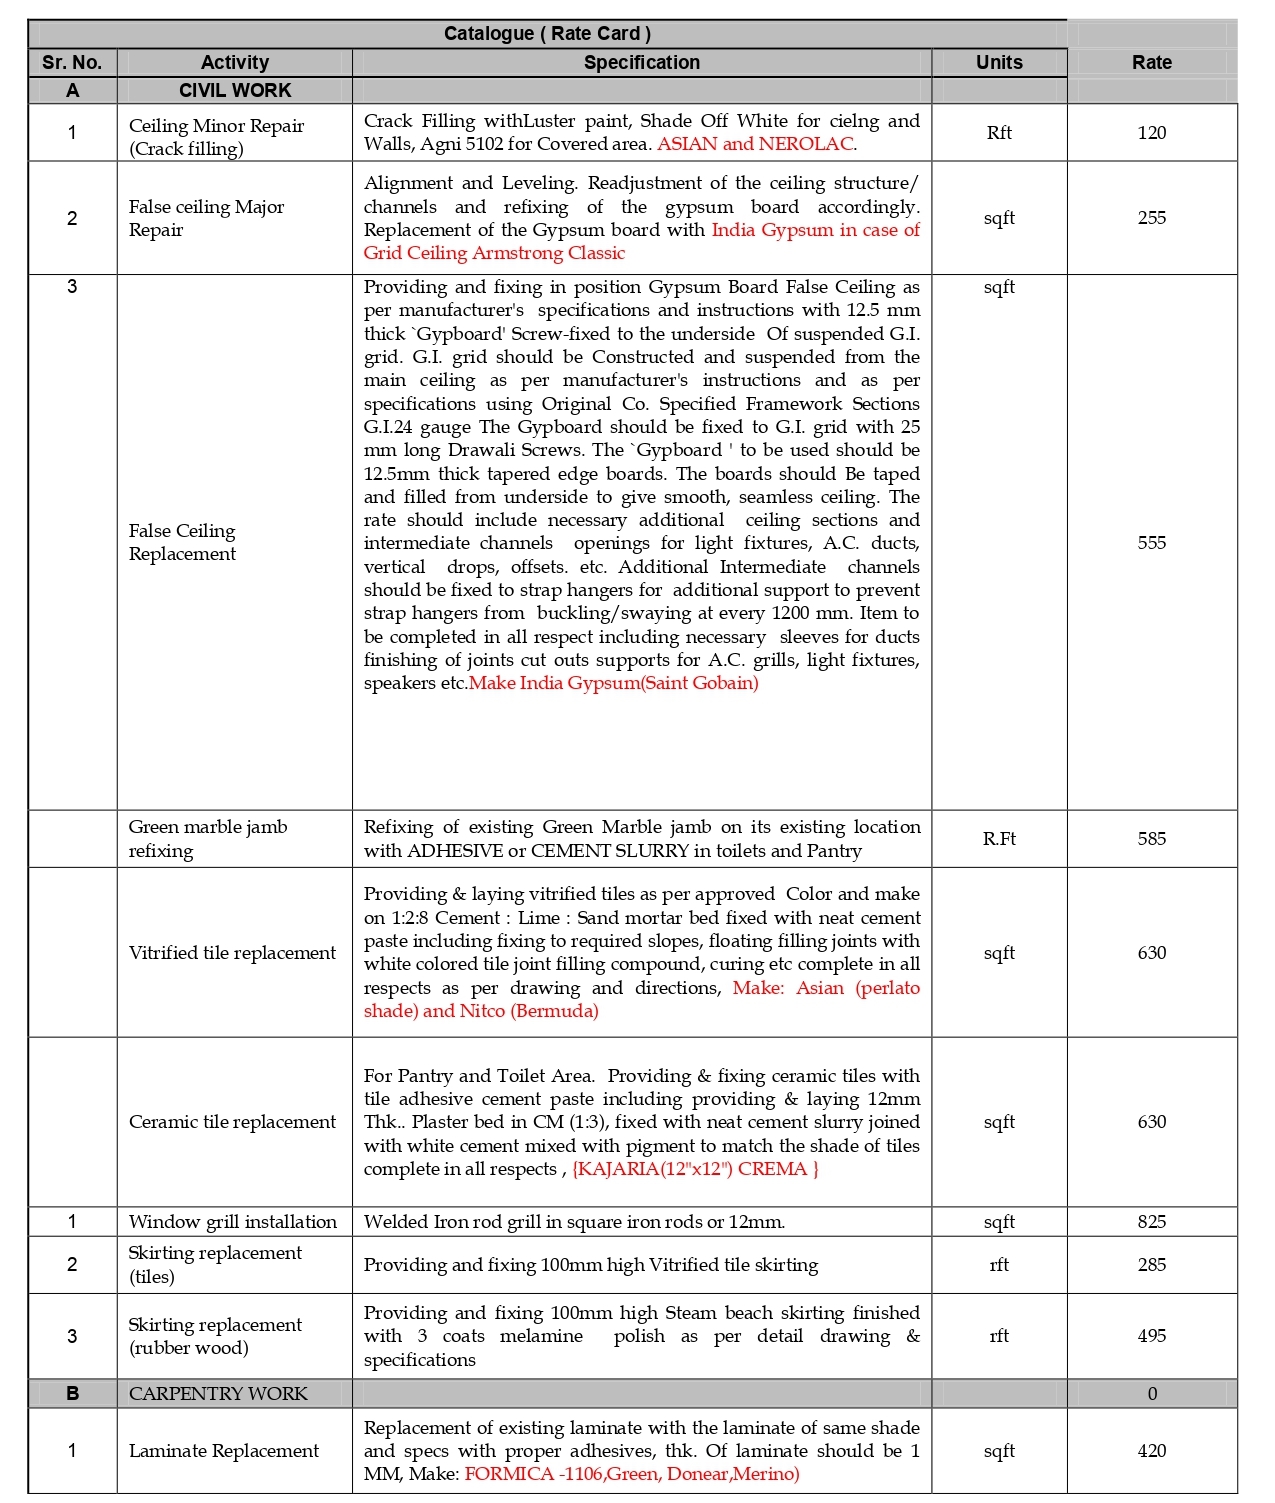 Catalogue ( Rate Card )
Sr. No. Activity Specification Units Rate
A CIVIL WORK
1 Ceiling Minor Repair (Crack filling) Crack Filling withLuster paint, Shade Off White for cielng and
Walls, Agni 5102 for Covered area. ASIAN and NEROLAC. Rft 120
2 False ceiling Major Repair Alignment and Leveling. Readjustment of the ceiling structure/
channels and refixing of the gypsum board accordingly.
Replacement of the Gypsum board with India Gypsum in case of
Grid Ceiling Armstrong Classic sqft 255
3 False Ceiling Replacement Providing and fixing in position Gypsum Board False Ceiling as
per manufacturer's specifications and instructions with 12.5 mm
thick `Gypboard' Screw-fixed to the underside Of suspended G.I.
grid. G.I. grid should be Constructed and suspended from the
main ceiling as per manufacturer's instructions and as per
specifications using Original Co. Specified Framework Sections
G.I.24 gauge The Gypboard should be fixed to G.I. grid with 25
mm long Drawali Screws. The `Gypboard ' to be used should be
12.5mm thick tapered edge boards. The boards should Be taped
and filled from underside to give smooth, seamless ceiling. The
rate should include necessary additional ceiling sections and
intermediate channels openings for light fixtures, A.C. ducts,
vertical drops, offsets. etc. Additional Intermediate channels
should be fixed to strap hangers for additional support to prevent
strap hangers from buckling/swaying at every 1200 mm. Item to
be completed in all respect including necessary sleeves for ducts
finishing of joints cut outs supports for A.C. grills, light fixtures,
speakers etc.Make India Gypsum(Saint Gobain) sqft 555
Green marble jamb refixing Refixing of existing Green Marble jamb on its existing location
with ADHESIVE or CEMENT SLURRY in toilets and Pantry R.Ft 585
Vitrified tile replacement Providing & laying vitrified tiles as per approved Color and make
on 1:2:8 Cement : Lime : Sand mortar bed fixed with neat cement
paste including fixing to required slopes, floating filling joints with
white colored tile joint filling compound, curing etc complete in all
respects as per drawing and directions, Make: Asian (perlato
shade) and Nitco (Bermuda) sqft 630
Ceramic tile replacement For Pantry and Toilet Area. Providing & fixing ceramic tiles with
tile adhesive cement paste including providing & laying 12mm
Thk.. Plaster bed in CM (1:3), fixed with neat cement slurry joined
with white cement mixed with pigment to match the shade of tiles
complete in all respects , {KAJARIA(12"x12") CREMA } sqft 630
1 Window grill installation Welded Iron rod grill in square iron rods or 12mm. sqft 825
2 Skirting replacement (tiles) Providing and fixing 100mm high Vitrified tile skirting rft 285
3 Skirting replacement (rubber wood) Providing and fixing 100mm high Steam beach skirting finished
with 3 coats melamine polish as per detail drawing &
specifications rft 495
B CARPENTRY WORK 0
1 Laminate Replacement Replacement of existing laminate with the laminate of same shade
and specs with proper adhesives, thk. Of laminate should be 1
MM, Make: FORMICA -1106,Green, Donear,Merino) sqft 420